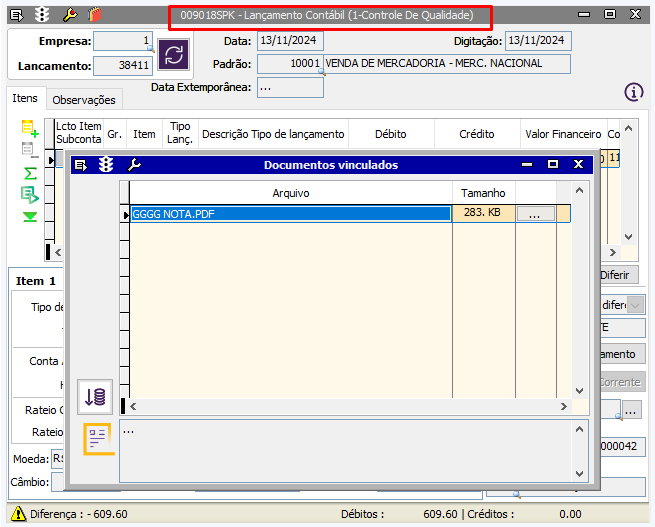 009018SPK - Lançamento Contábil (1-Controle De Qualidade)
Empresa: 1 Data: 13/11/2024 Digitação: 13/11/2024
Lancamento: 38411 Padrão: 10001 VENDA DE MERCADORIA - MERC. NACIONAL
Data Extemporânea: ...
Itens Observações
Lcto Item Subconta Gr. Item Tipo Lanç. Descrição Tipo de lançamento Débito Crédito Valor Financeiro Co
11
Documentos vinculados
Arquivo Tamanho
GGGG NOTA.PDF 283. KB ...
Item 1 Diferir
Tipo de difer
Conta amento
Corrente
Rateio ...
Rateio
...
000042
Moeda: R$
Câmbio:
Diferença : - 609.60 Débitos : 609.60 | Créditos : 0.00